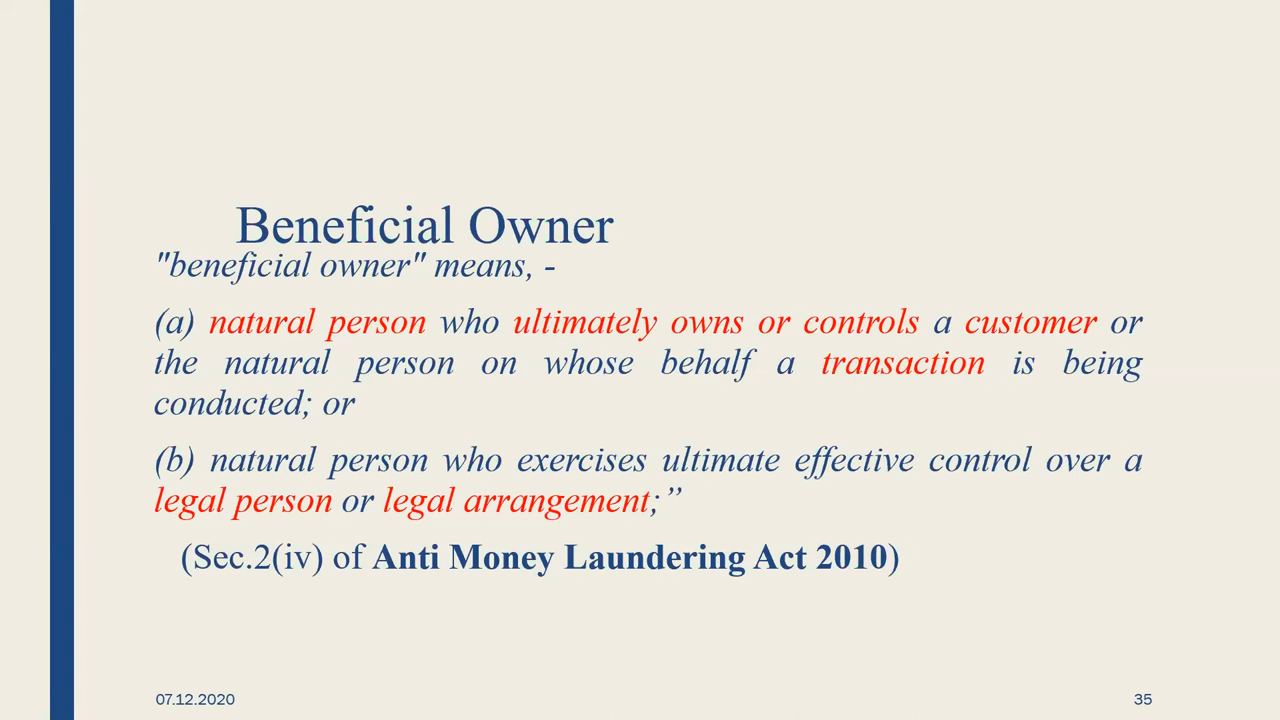 Beneficial Owner
"beneficial owner" means, -
(a) natural person who ultimately owns or controls a customer or
the natural person on whose behalf a transaction is being
conducted; or
(b) natural person who exercises ultimate effective control over a
legal person or legal arrangement;”
(Sec.2(iv) of Anti Money Laundering Act 2010)
07.12.2020
35